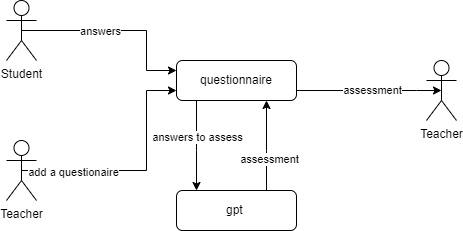 answers
Student
questionnaire
assessment
Teacher
answers to assess
assessment
add a questionaire
Teacher
gpt